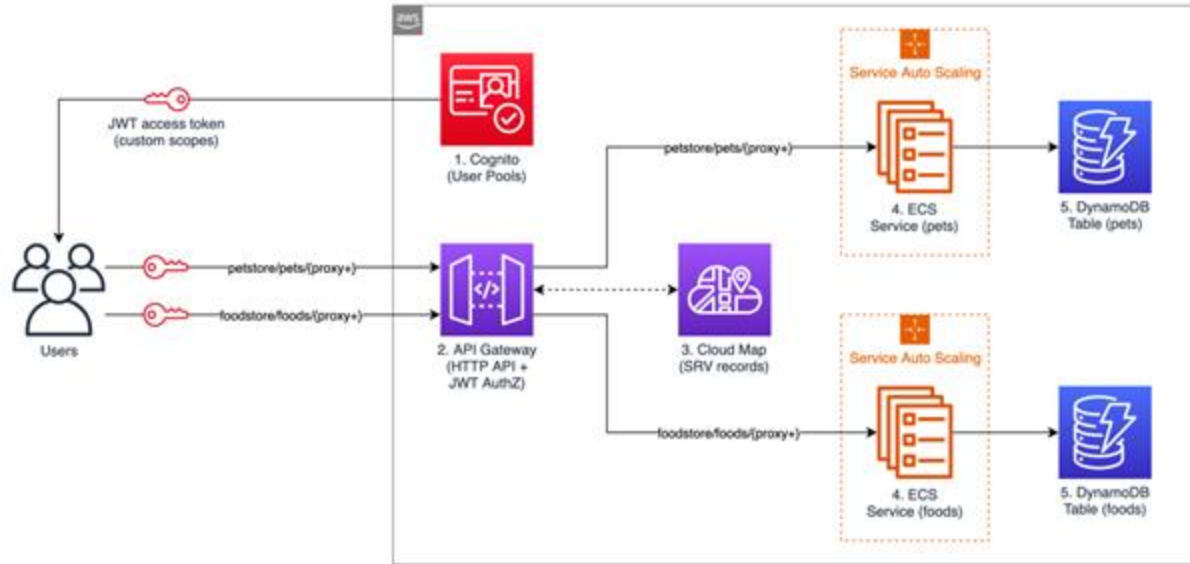 aws
Service Auto Scaling
JWT access token
(custom scopes)
1. Cognito
(User Pools)
petstore/pets/{proxy+}
4. ECS
Service (pets)
5. DynamoDB
Table (pets)
petstore/pets/{proxy+}
foodstore/foods/{proxy+}
Users
2. API Gateway
(HTTP API +
JWT AuthZ)
3. Cloud Map
(SRV records)
Service Auto Scaling
foodstore/foods/{proxy+}
4. ECS
Service (foods)
5. DynamoDB
Table (foods)